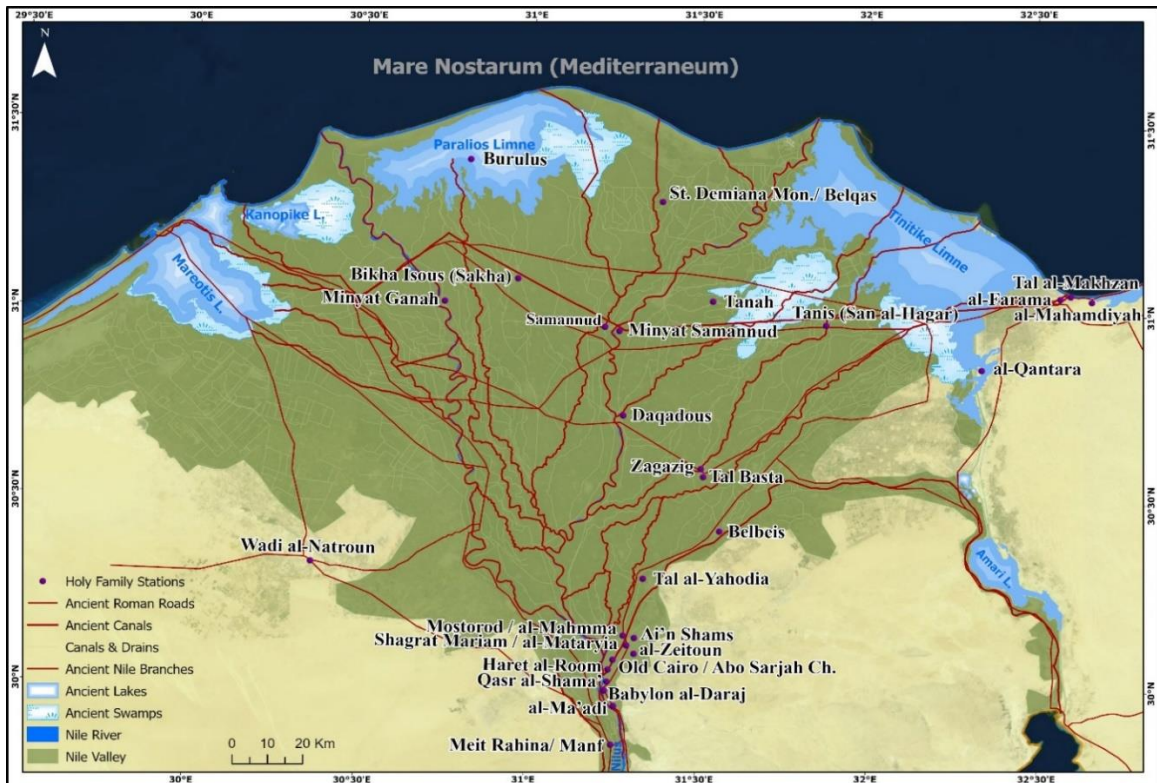 29°30'E 30°E 30°30'E 31°E 31°30'E 32°E 32°30'E
N
Mare Nostarum (Mediterraneum)
31°30'N
31°30'N
Paralios Limne
Burulus
St. Demiana Mon./ Belqas
Kanopike L.
Tinitike Limne
Mareotis L.
Bikha Isous (Sakha)
Minyat Ganah
Tanah
Tal al-Makhzan
al-Farama
al-Mahamdiyah
31°N
31°N
Samannud
Minyat Samannud
Tanis (San al-Hagar)
al-Qantara
Daqadous
Zagazig
Tal Basta
30°30'N
30°30'N
Belbeis
Wadi al-Natroun
Amari L.
Tal al-Yahodia
Mostorod / al-Mahmma
Ai'n Shams
Shagrat Mariam / al-Mataryia
al-Zeitoun
Haret al-Room
Old Cairo / Abo Sarjah Ch.
Qasr al-Shama'
Babylon al-Daraj
al-Ma'adi
Meit Rahina/ Manf
30°N
30°N
Holy Family Stations
Ancient Roman Roads
Ancient Canals
Canals & Drains
Ancient Nile Branches
Ancient Lakes
Ancient Swamps
Nile River
Nile Valley
0 10 20 Km
30°E 30°30'E 31°E 31°30'E 32°E 32°30'E